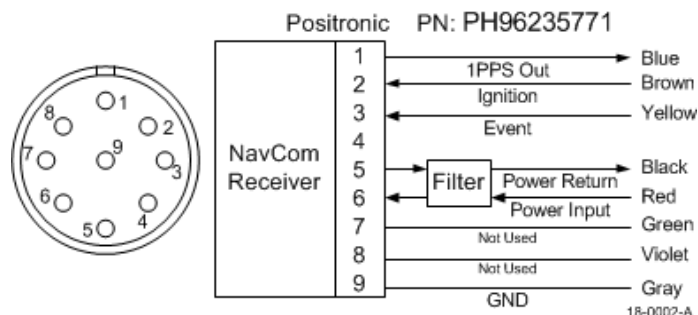 Positronic PN: PH96235771
1 Blue
1PPS Out
2 Brown
Ignition
3 Yellow
Event
4
5 Filter Black
Power Return
6 Red
Power Input
7 Green
Not Used
8 Violet
Not Used
9 Gray
GND
NavCom
Receiver
1
8
2
9
7
3
6
4
5
18-0002-A